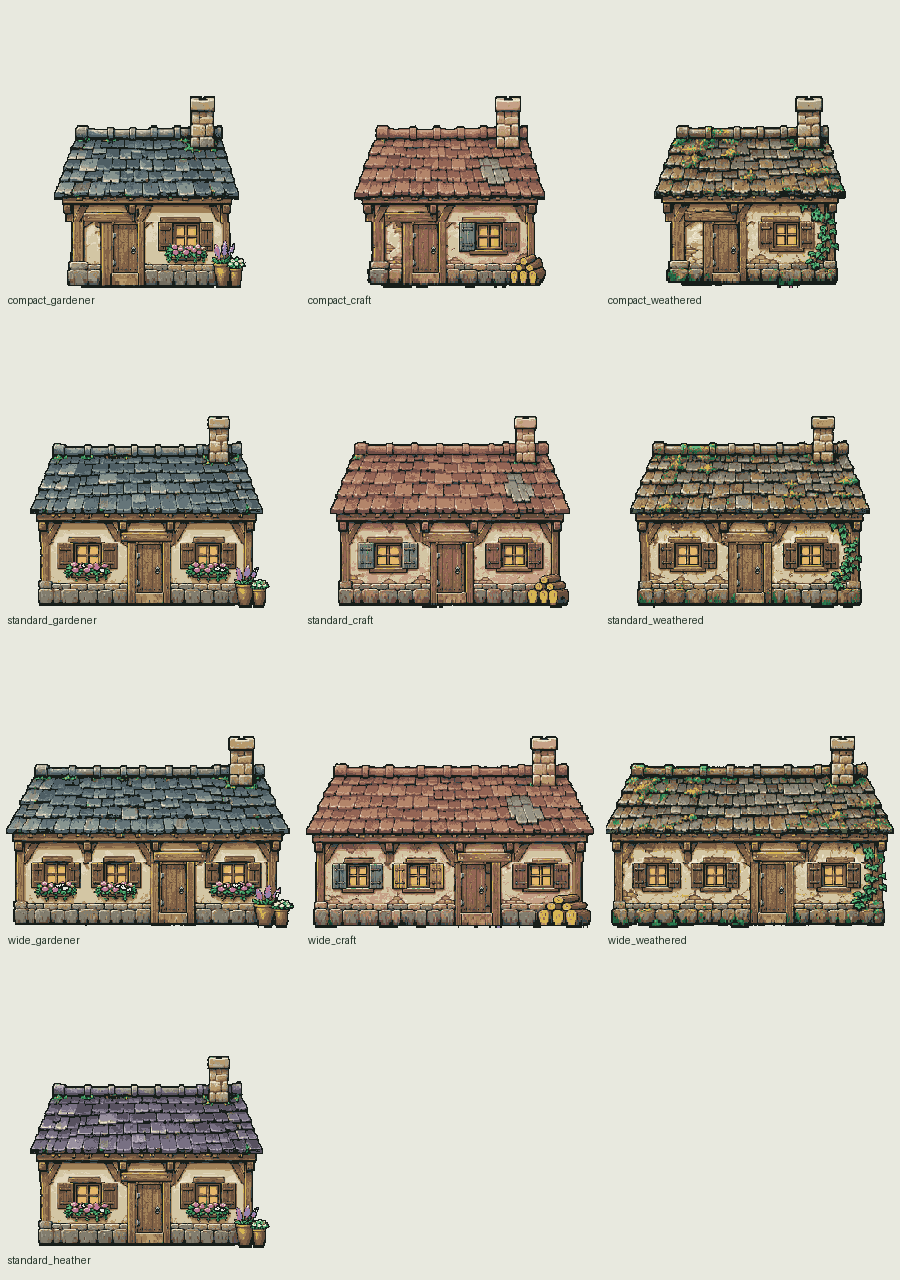 compact_gardener
compact_craft
compact_weathered
standard_gardener
standard_craft
standard_weathered
wide_gardener
wide_craft
wide_weathered
standard_heather